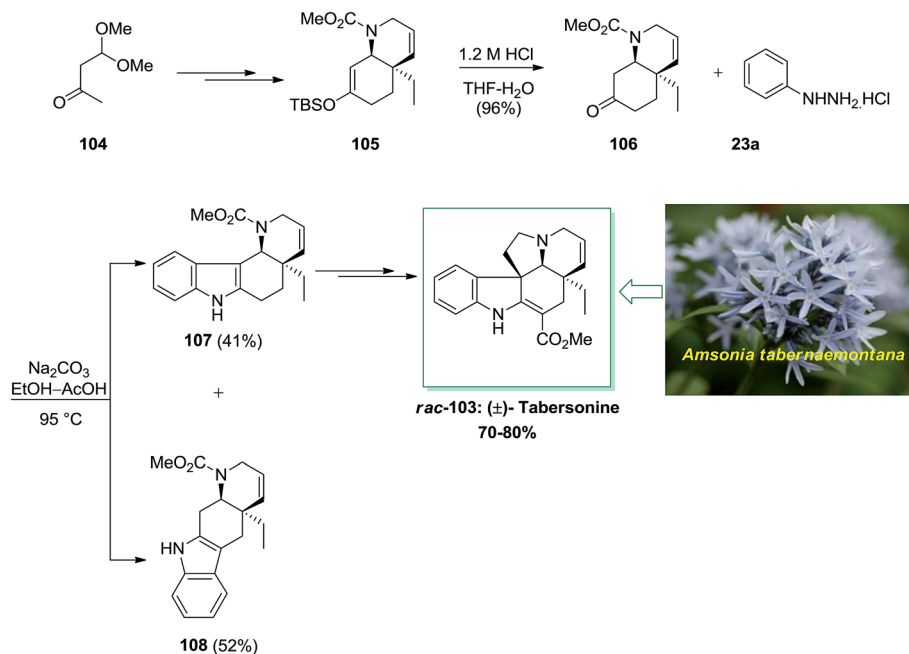 OMe
OMe
O
104
MeO₂C
N
TBSO
105
1.2 M HCl
THF-H₂O
(96%)
MeO₂C
N
O
106
+
NHNH₂.HCl
23a
Na₂CO₃
EtOH–AcOH
95 °C
MeO₂C
N
N
H
107 (41%)
+
MeO₂C
N
HN
108 (52%)
N
N
H
CO₂Me
rac-103: (±)- Tabersonine
70-80%
Amsonia tabernaemontana